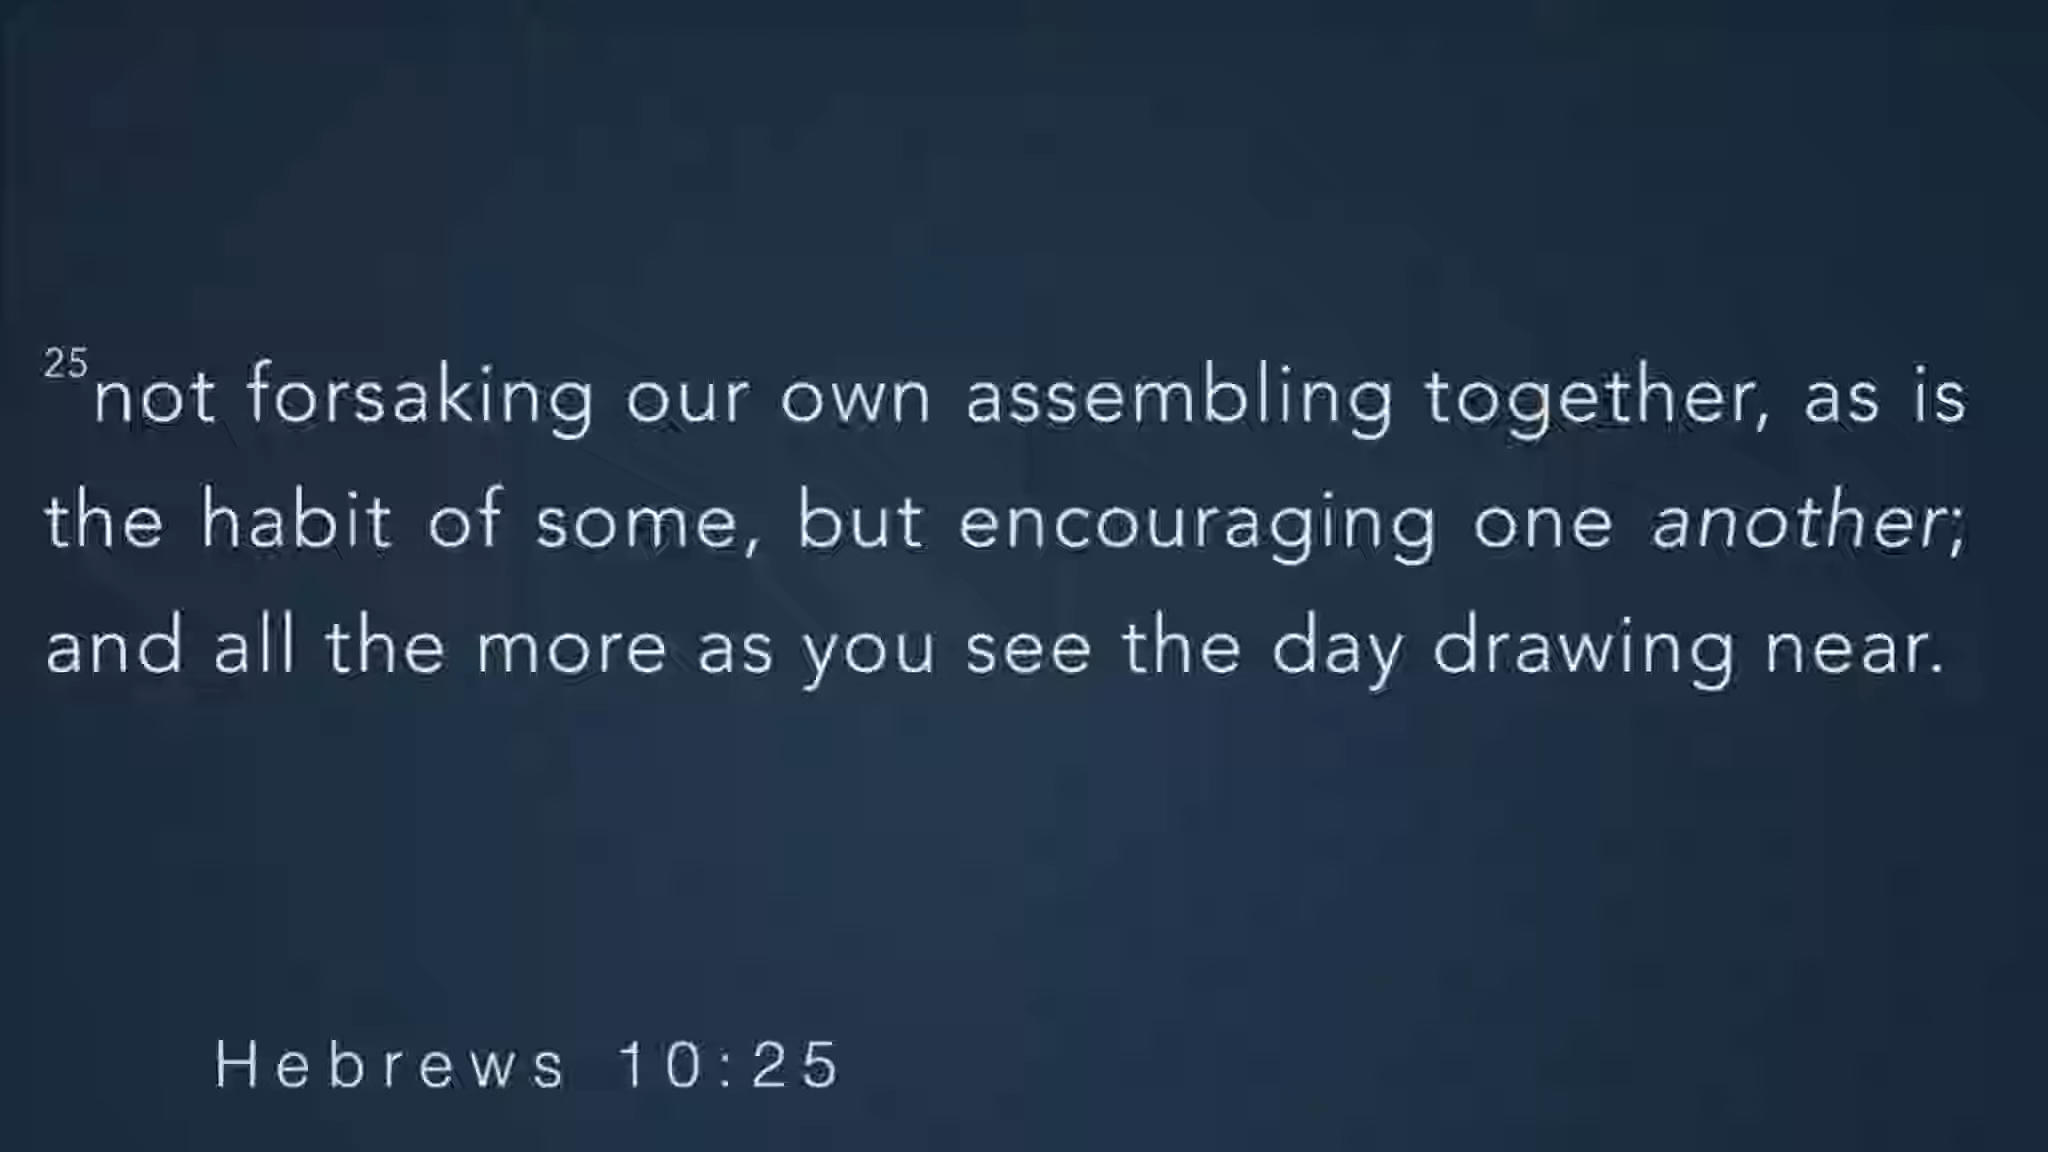 25not forsaking our own assembling together, as is
the habit of some, but encouraging one another;
and all the more as you see the day drawing near.
Hebrews 10:25